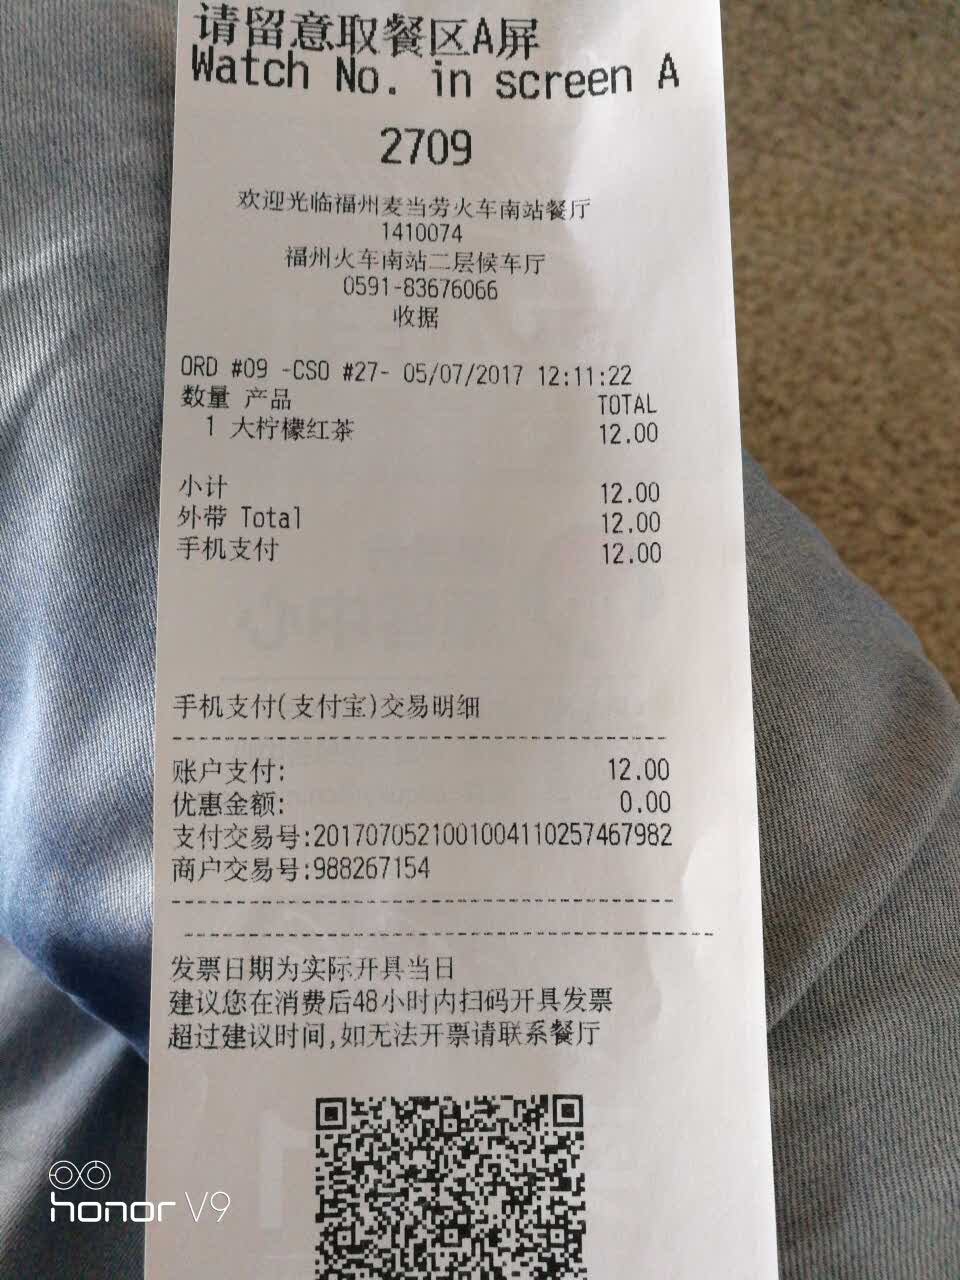 请留意取餐区A屏
Watch No. in screen A
2709
欢迎光临福州麦当劳火车南站餐厅
1410074
福州火车南站二层候车厅
0591-83676066
收据
ORD #09 -CSO #27- 05/07/2017 12:11:22
数量 产品 TOTAL
1 大柠檬红茶 12.00
小计 12.00
外带 Total 12.00
手机支付 12.00
手机支付(支付宝)交易明细
账户支付: 12.00
优惠金额: 0.00
支付交易号:2017070521001004110257467982
商户交易号:988267154
发票日期为实际开具当日
建议您在消费后48小时内扫码开具发票
超过建议时间,如无法开票请联系餐厅
honor V9